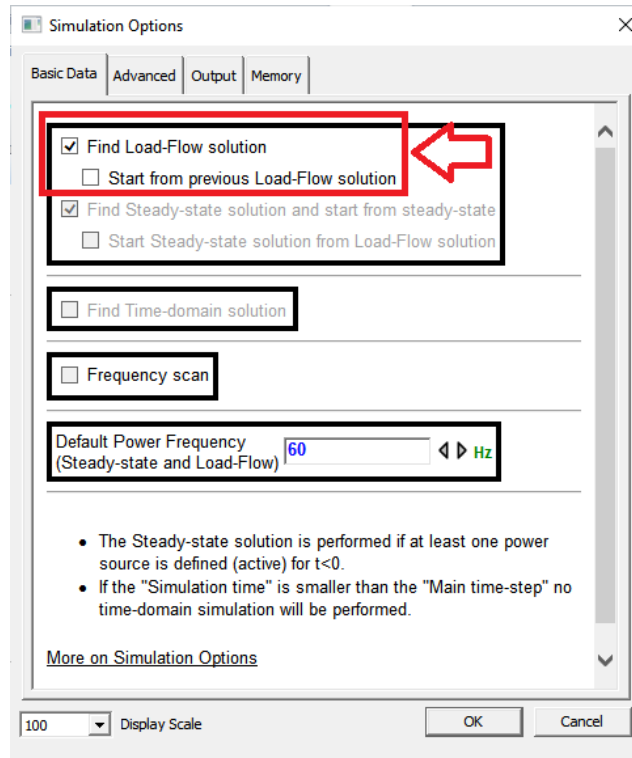 Simulation Options
Basic Data
Advanced
Output
Memory
Find Load-Flow solution
Start from previous Load-Flow solution
Find Steady-state solution and start from steady-state
Start Steady-state solution from Load-Flow solution
Find Time-domain solution
Frequency scan
Default Power Frequency
(Steady-state and Load-Flow)
60
Hz
• The Steady-state solution is performed if at least one power
source is defined (active) for t<0.
• If the "Simulation time" is smaller than the "Main time-step" no
time-domain simulation will be performed.
More on Simulation Options
100
Display Scale
OK
Cancel